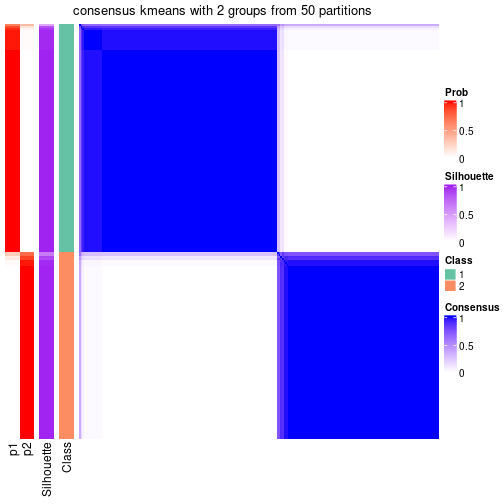 consensus kmeans with 2 groups from 50 partitions
Prob
1
0.5
0
Silhouette
1
0.5
0
Class
1
2
Consensus
1
0.5
0
p1
p2
Silhouette
Class